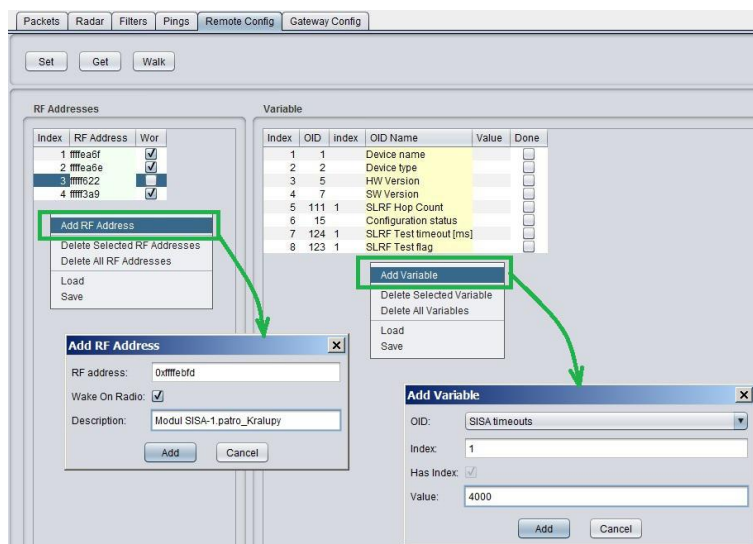 Packets Radar Filters Pings Remote Config Gateway Config
Set Get Walk
RF Addresses
Index RF Address Wor
1 ffffea6f
2 ffffea6e
3 fffff622
4 fffff3a9
Add RF Address
Delete Selected RF Addresses
Delete All RF Addresses
Load
Save
Variable
Index OID index OID Name Value Done
1 1 Device name
2 2 Device type
3 5 HW Version
4 7 SW Version
5 111 1 SLRF Hop Count
6 15 Configuration status
7 124 1 SLRF Test timeout [ms]
8 123 1 SLRF Test flag
Add Variable
Delete Selected Variable
Delete All Variables
Load
Save
Add RF Address
RF address: 0xffffebfd
Wake On Radio:
Description: Modul SISA-1.patro_Kralupy
Add Cancel
Add Variable
OID: SISA timeouts
Index: 1
Has Index:
Value: 4000
Add Cancel